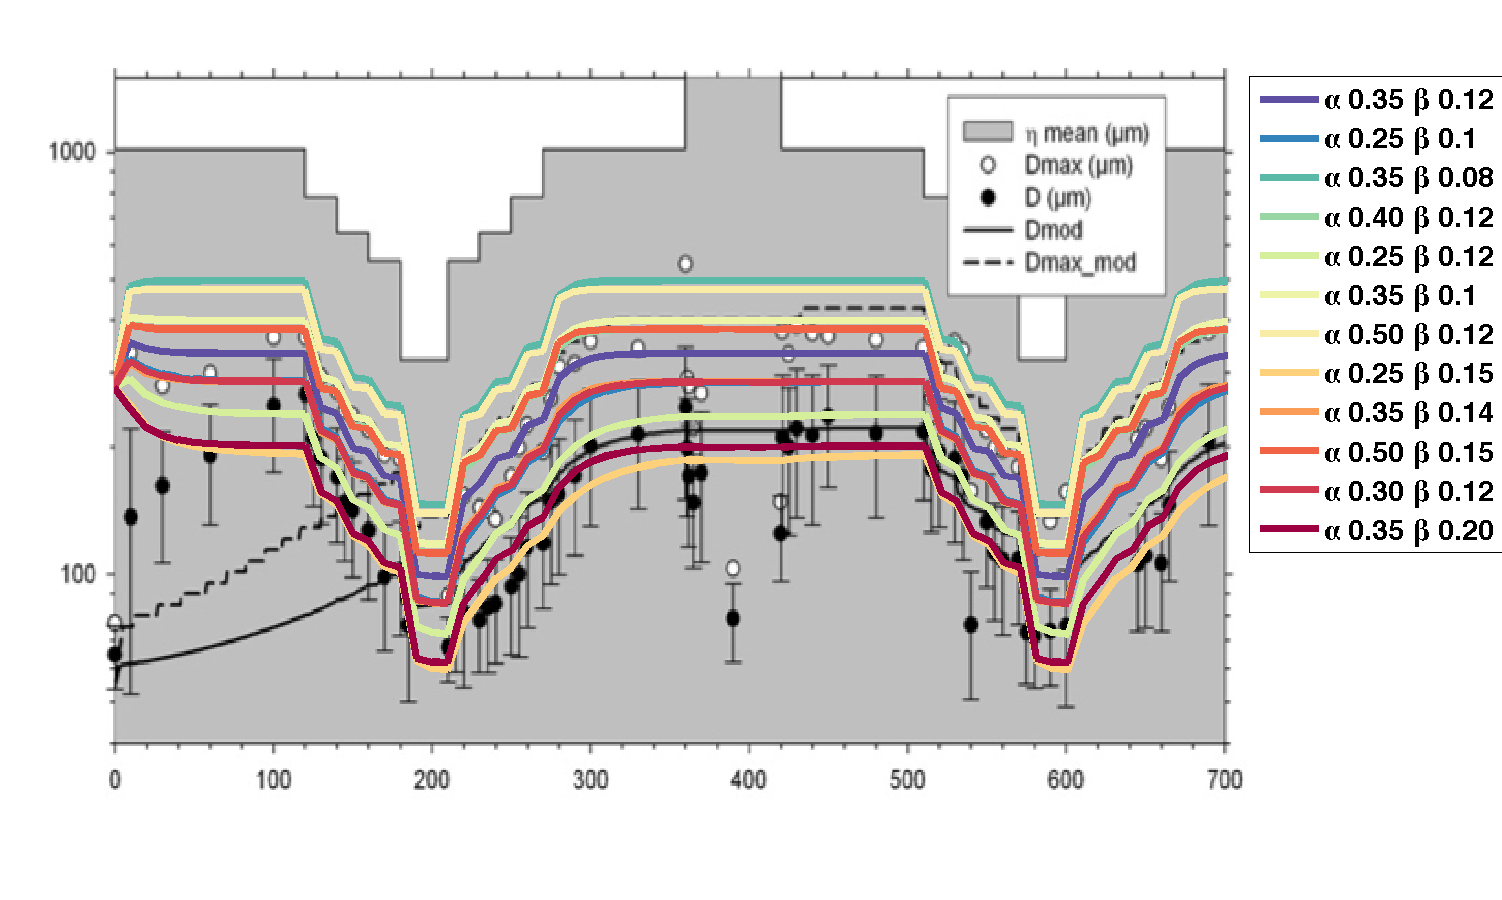 1000
100
0 100 200 300 400 500 600 700
η mean (µm)
Dmax (µm)
D (µm)
Dmod
Dmax_mod
α 0.35 β 0.12
α 0.25 β 0.1
α 0.35 β 0.08
α 0.40 β 0.12
α 0.25 β 0.12
α 0.35 β 0.1
α 0.50 β 0.12
α 0.25 β 0.15
α 0.35 β 0.14
α 0.50 β 0.15
α 0.30 β 0.12
α 0.35 β 0.20